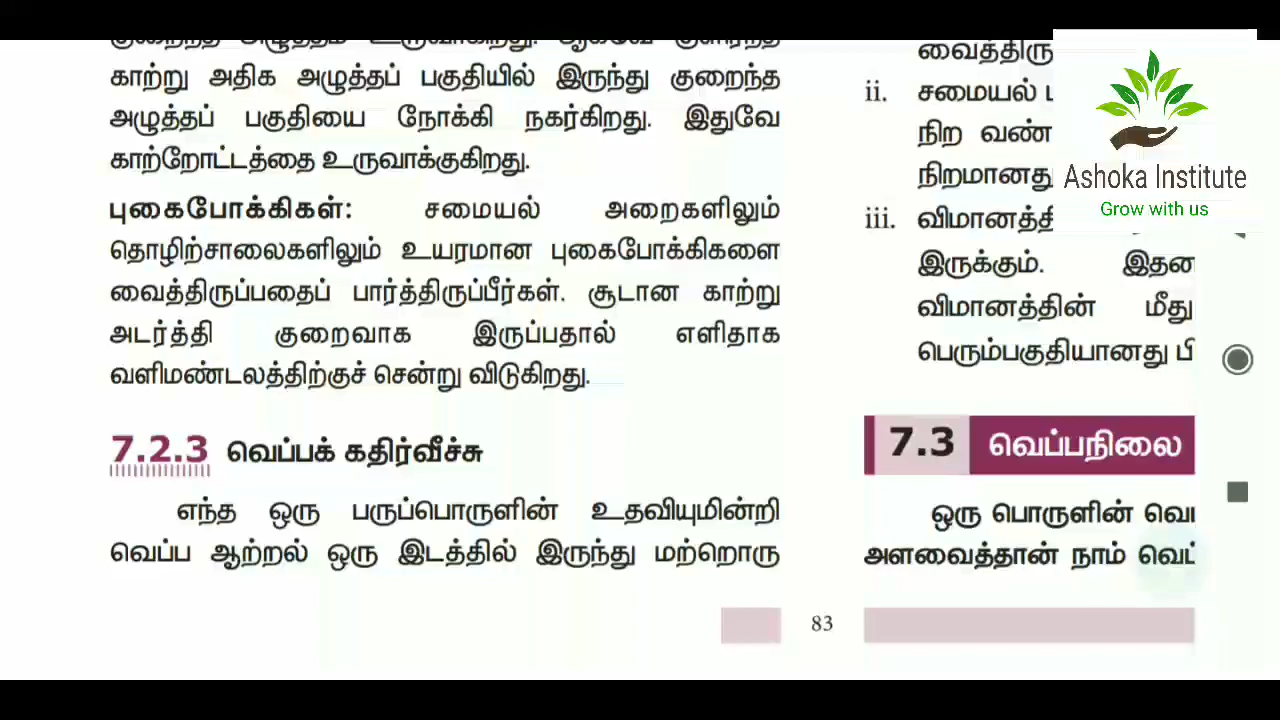 காற்று அதிக அழுத்தப் பகுதியில் இருந்து குறைந்த
அழுத்தப் பகுதியை நோக்கி நகர்கிறது. இதுவே
காற்றோட்டத்தை உருவாக்குகிறது.
புகைபோக்கிகள்: சமையல் அறைகளிலும்
தொழிற்சாலைகளிலும் உயரமான புகைபோக்கிகளை
வைத்திருப்பதைப் பார்த்திருப்பீர்கள். சூடான காற்று
அடர்த்தி குறைவாக இருப்பதால் எளிதாக
வளிமண்டலத்திற்குச் சென்று விடுகிறது.
7.2.3 வெப்பக் கதிர்வீச்சு
எந்த ஒரு பருப்பொருளின் உதவியுமின்றி
வெப்ப ஆற்றல் ஒரு இடத்தில் இருந்து மற்றொரு
83
ii. சமையல்
நிற வண்
நிறமானது
iii.
இருக்கும். இதன
விமானத்தின் மீது
பெரும்பகுதியானது பி
7.3 வெப்பநிலை
ஒரு பொருளின்
அளவைத்தான் நாம்
Ashoka Institute
Grow with us